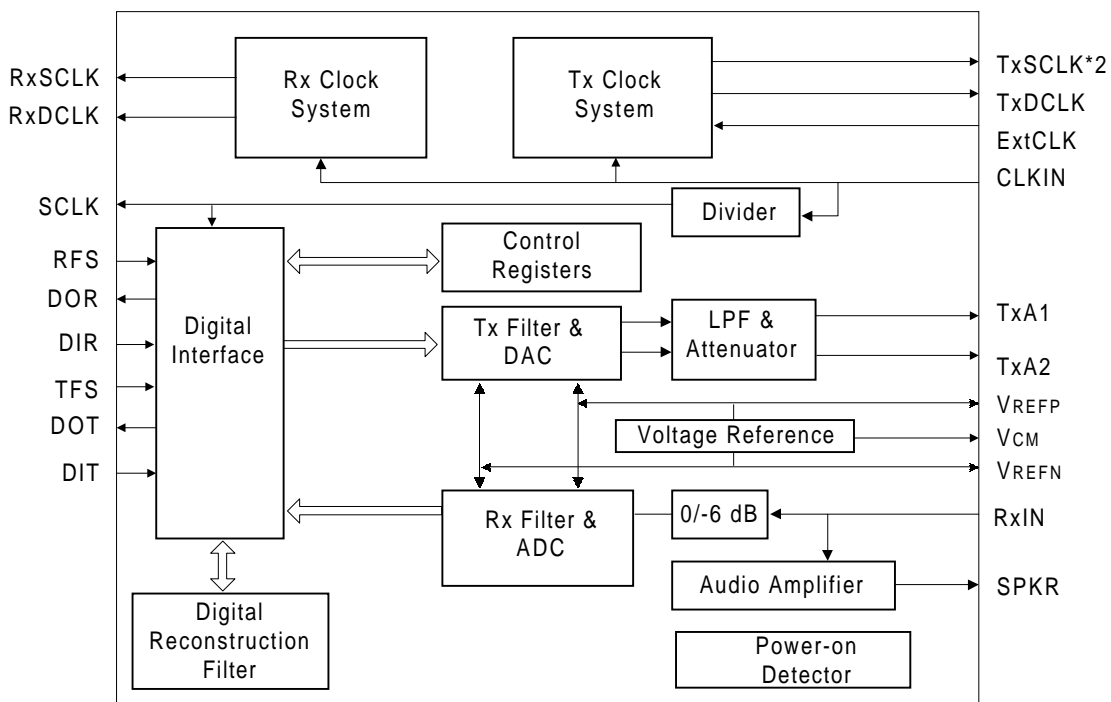 RxSCLK
RxDCLK
SCLK
RFS
DOR
DIR
TFS
DOT
DIT
Rx Clock
System
Tx Clock
System
Divider
Control
Registers
Digital
Interface
Tx Filter &
DAC
LPF &
Attenuator
Voltage Reference
Rx Filter &
ADC
0/-6 dB
Audio Amplifier
Digital
Reconstruction
Filter
Power-on
Detector
TxSCLK*2
TxDCLK
ExtCLK
CLKIN
TxA1
TxA2
VREFP
VCM
VREFN
RxIN
SPKR